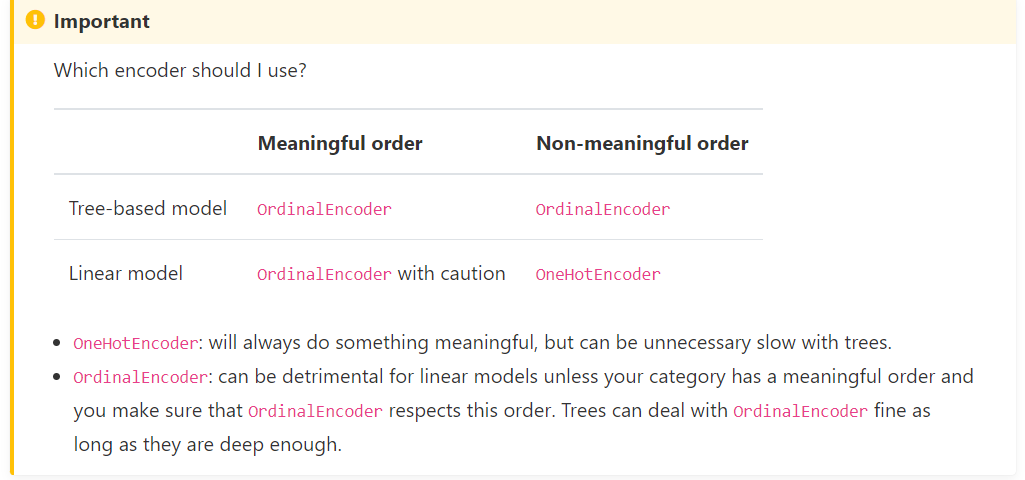 Important
Which encoder should I use?
Meaningful order Non-meaningful order
Tree-based model OrdinalEncoder OrdinalEncoder
Linear model OrdinalEncoder with caution OneHotEncoder
• OneHotEncoder: will always do something meaningful, but can be unnecessary slow with trees.
• OrdinalEncoder: can be detrimental for linear models unless your category has a meaningful order and
you make sure that OrdinalEncoder respects this order. Trees can deal with OrdinalEncoder fine as
long as they are deep enough.